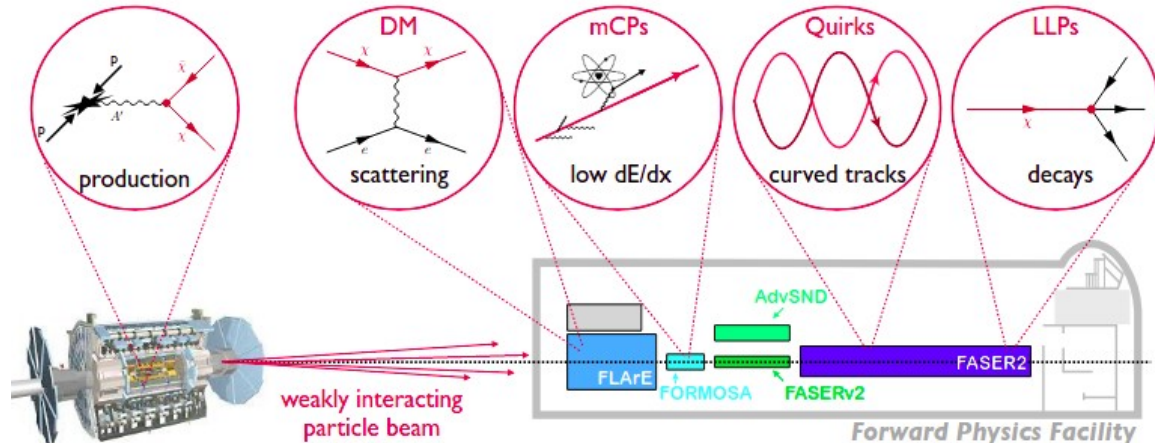 DM
mCPs
Quirks
LLPs
p
p
A'
χ̄
χ
χ
χ
e
e
χ
production
scattering
low dE/dx
curved tracks
decays
AdvSND
FLArE
FORMOSA
FASERν2
FASER2
weakly interacting
particle beam
Forward Physics Facility